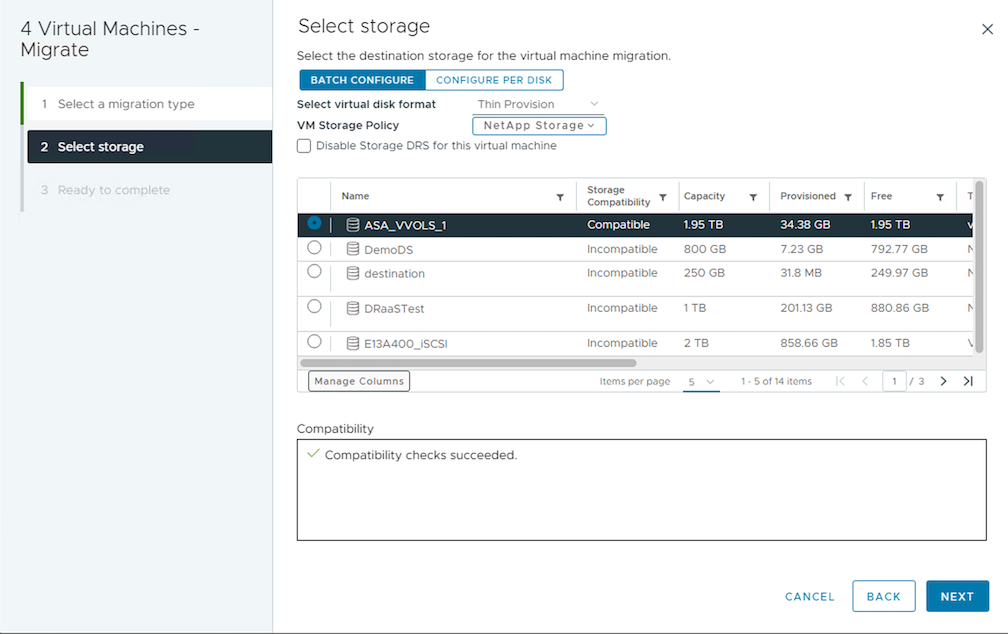 4 Virtual Machines -
Migrate
1 Select a migration type
2 Select storage
3 Ready to complete
Select storage
Select the destination storage for the virtual machine migration.
BATCH CONFIGURE CONFIGURE PER DISK
Select virtual disk format Thin Provision
VM Storage Policy NetApp Storage
Disable Storage DRS for this virtual machine
Name Storage Compatibility Capacity Provisioned Free T
ASA_VVOLS_1 Compatible 1.95 TB 34.38 GB 1.95 TB
DemoDS Incompatible 800 GB 7.23 GB 792.77 GB
destination Incompatible 250 GB 31.8 MB 249.97 GB
DRaaSTest Incompatible 1 TB 201.13 GB 880.86 GB
E13A400_iSCSI Incompatible 2 TB 858.66 GB 1.85 TB
Manage Columns Items per page 5 1 - 5 of 14 items 1 / 3
Compatibility
Compatibility checks succeeded.
CANCEL BACK NEXT